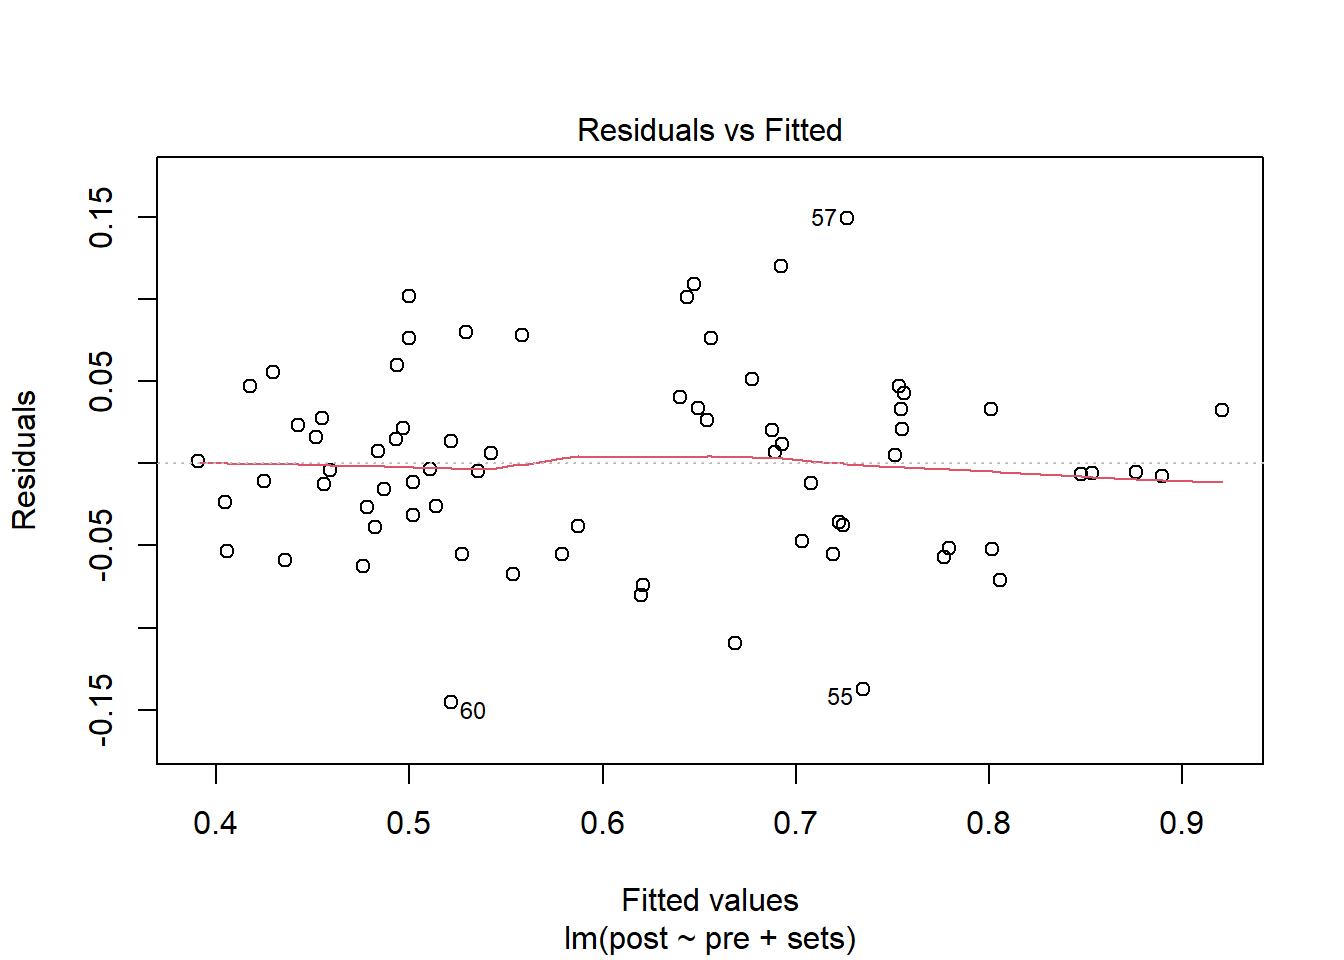 Residuals vs Fitted
0.15
0.05
-0.05
-0.15
Residuals
57
60
55
0.4 0.5 0.6 0.7 0.8 0.9
Fitted values
lm(post ~ pre + sets)